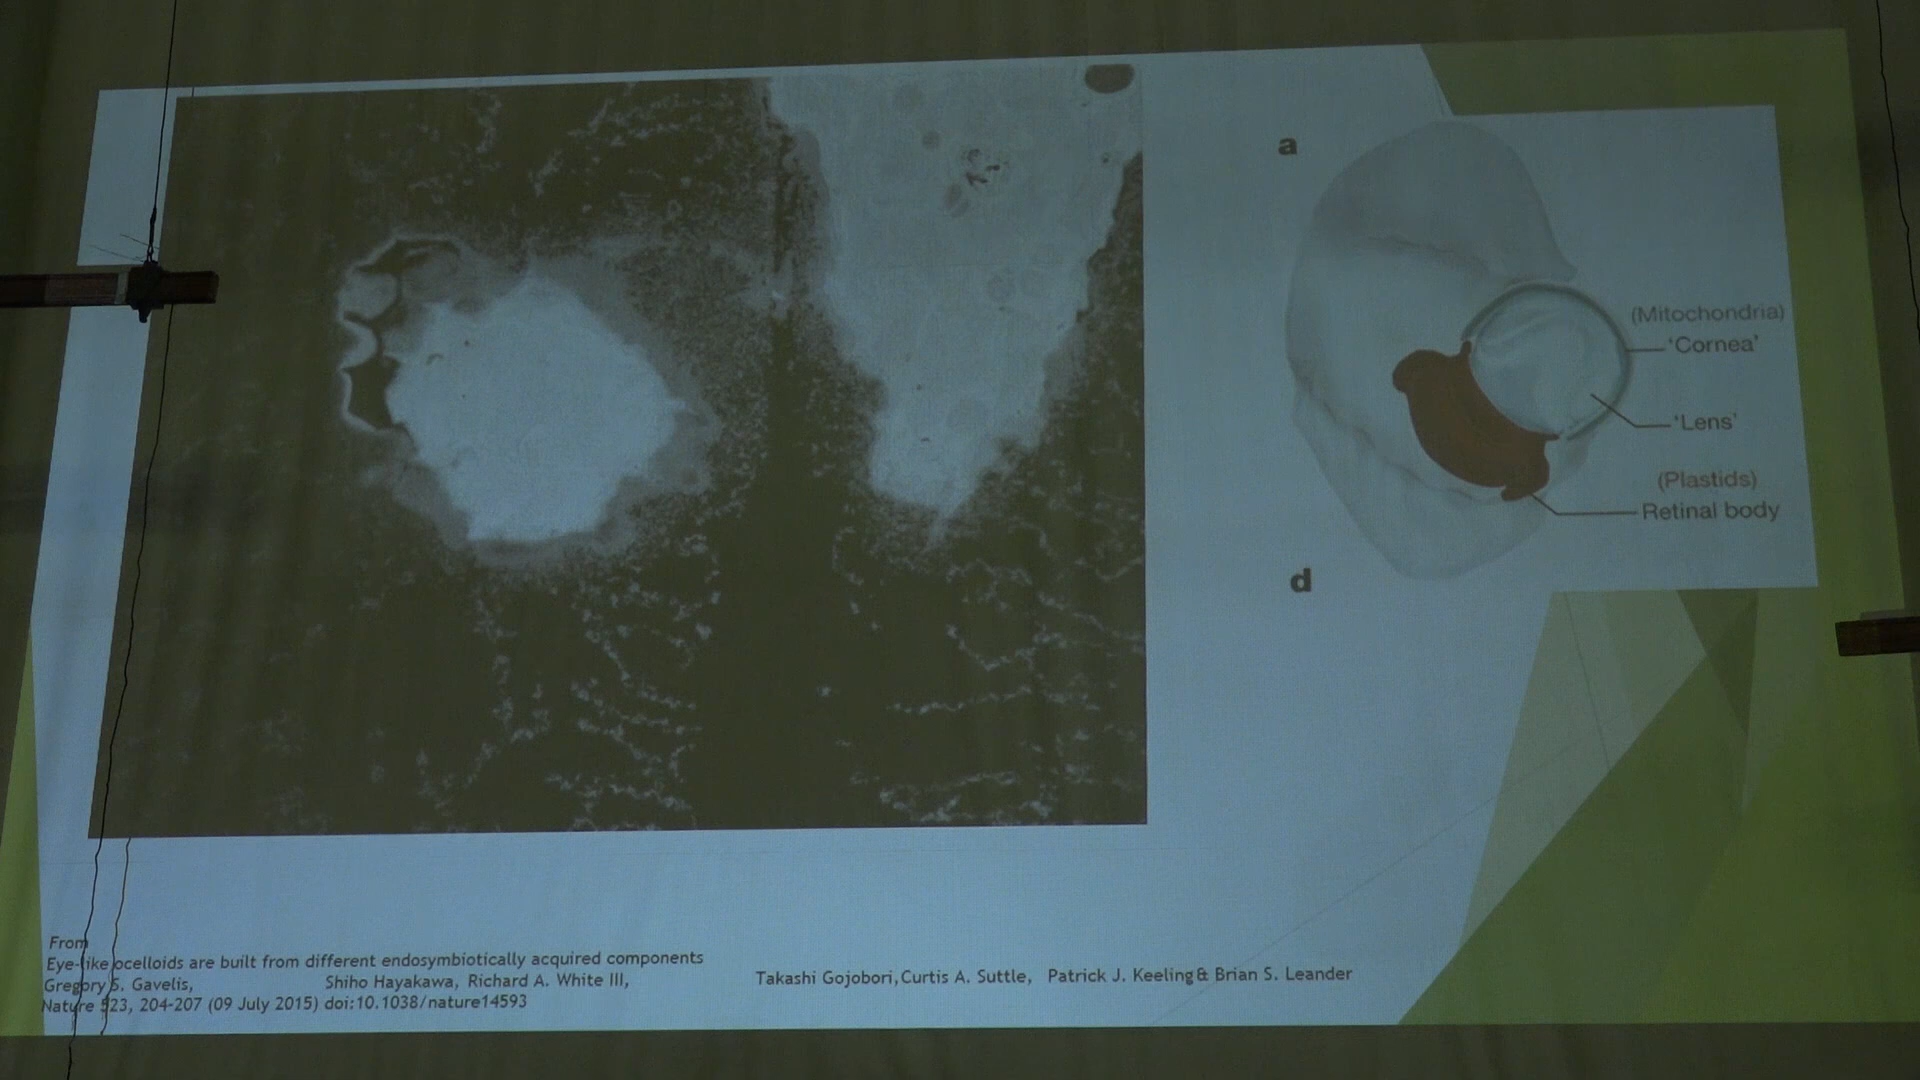 a
(Mitochondria)
'Cornea'
'Lens'
(Plastids)
Retinal body
d
From
Eye-like ocelloids are built from different endosymbiotically acquired components
Gregory S. Gavelis, Shiho Hayakawa, Richard A. White III, Takashi Gojobori, Curtis A. Suttle, Patrick J. Keeling & Brian S. Leander
Nature 523, 204-207 (09 July 2015) doi:10.1038/nature14593